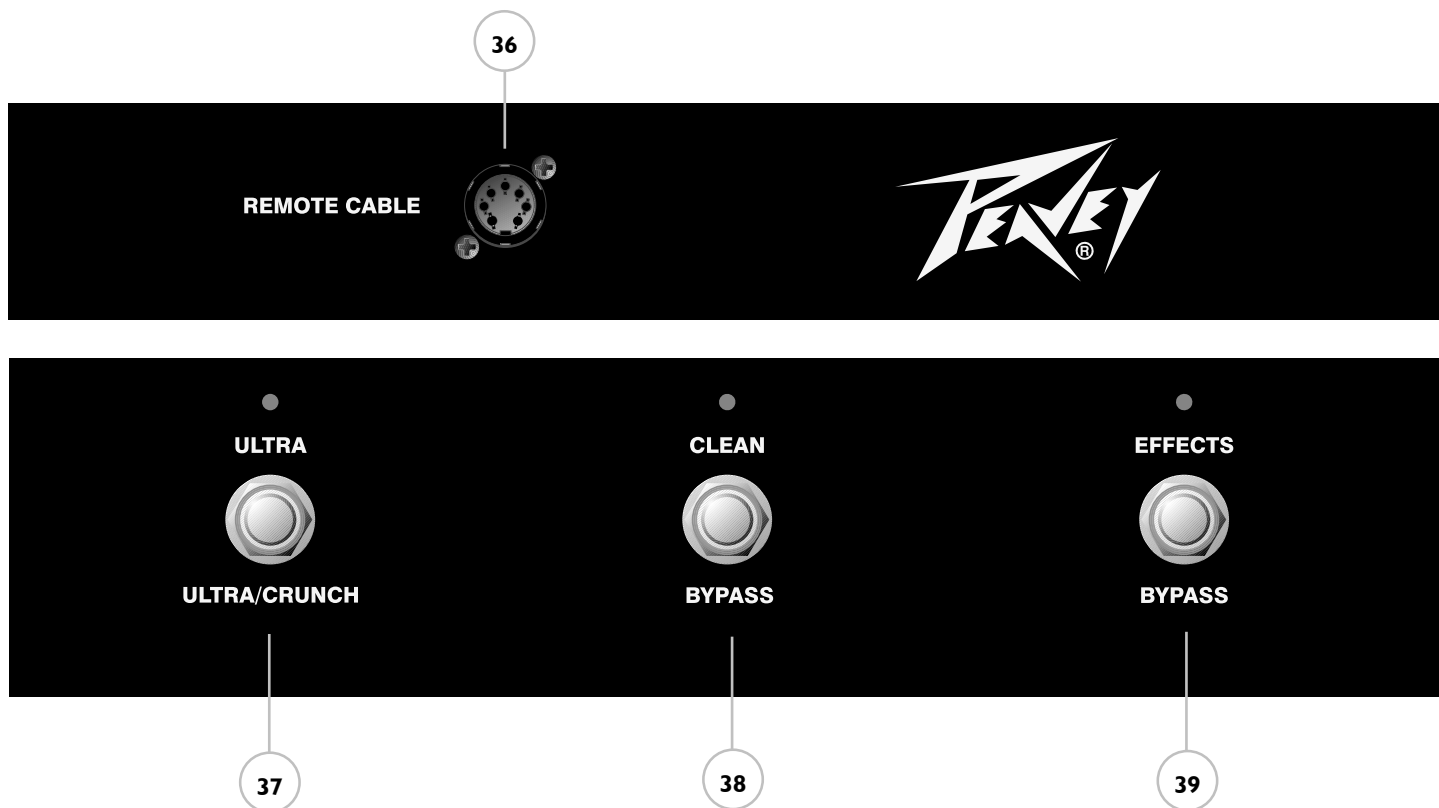 36
REMOTE CABLE
PEAVEY®
ULTRA CLEAN EFFECTS
ULTRA/CRUNCH BYPASS BYPASS
37 38 39